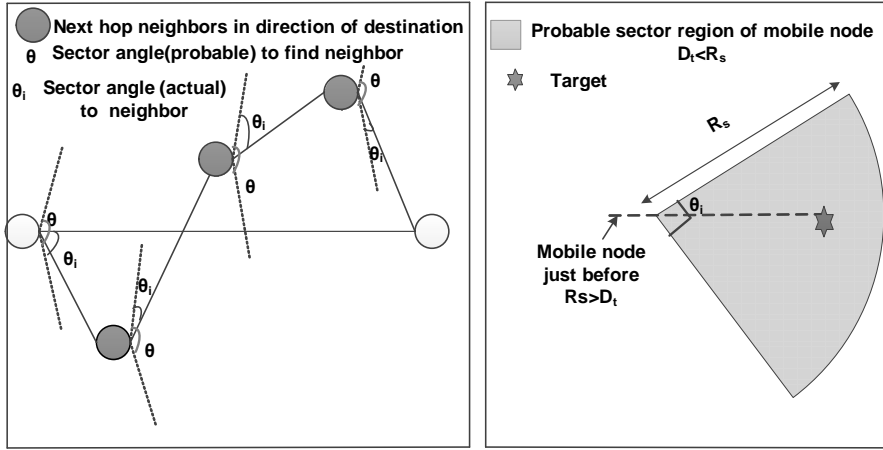 Next hop neighbors in direction of destination
θ Sector angle(probable) to find neighbor
θi Sector angle (actual)
to neighbor
θ
θi
θi
θ
θ
θi
θi
θ
θ
θi
Probable sector region of mobile node
Dt<Rs
Target
Rs
θi
Mobile node
just before
Rs>Dt